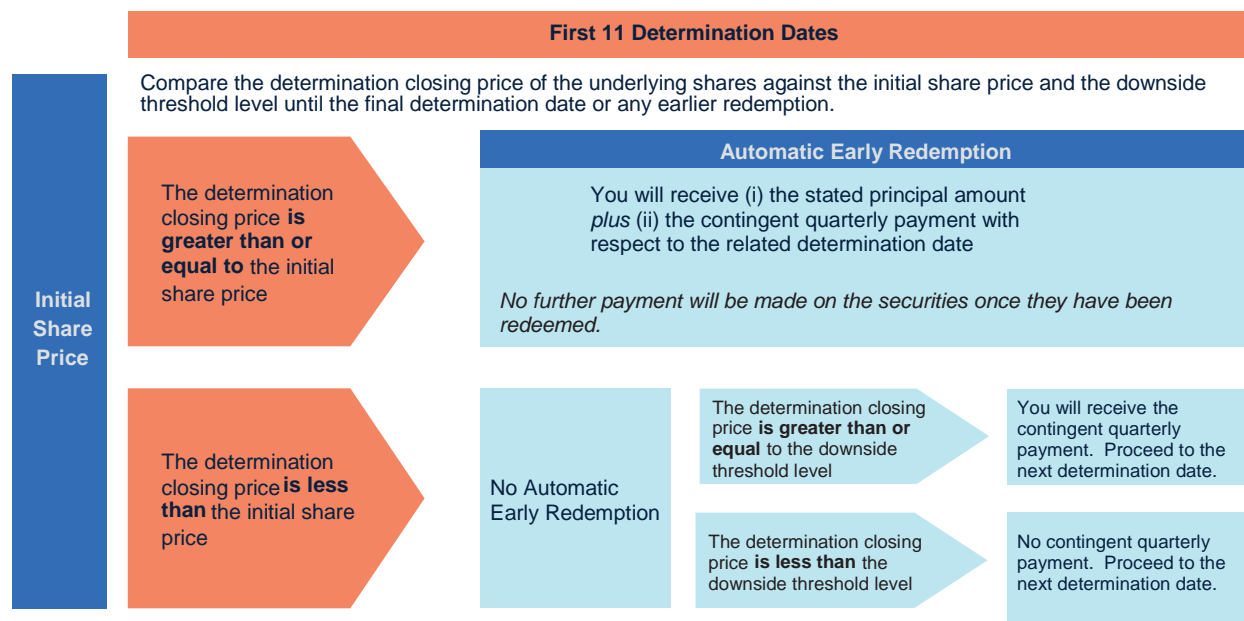 First 11 Determination Dates
Compare the determination closing price of the underlying shares against the initial share price and the downside
threshold level until the final determination date or any earlier redemption.
Initial
Share
Price
The determination
closing price is
greater than or
equal to the initial
share price
Automatic Early Redemption
You will receive (i) the stated principal amount
plus (ii) the contingent quarterly payment with
respect to the related determination date
No further payment will be made on the securities once they have been
redeemed.
The determination
closing price is less
than the initial share
price
No Automatic
Early Redemption
The determination closing
price is greater than or
equal to the downside
threshold level
You will receive the
contingent quarterly
payment.  Proceed to the
next determination date.
The determination closing
price is less than the
downside threshold level
No contingent quarterly
payment.  Proceed to the
next determination date.